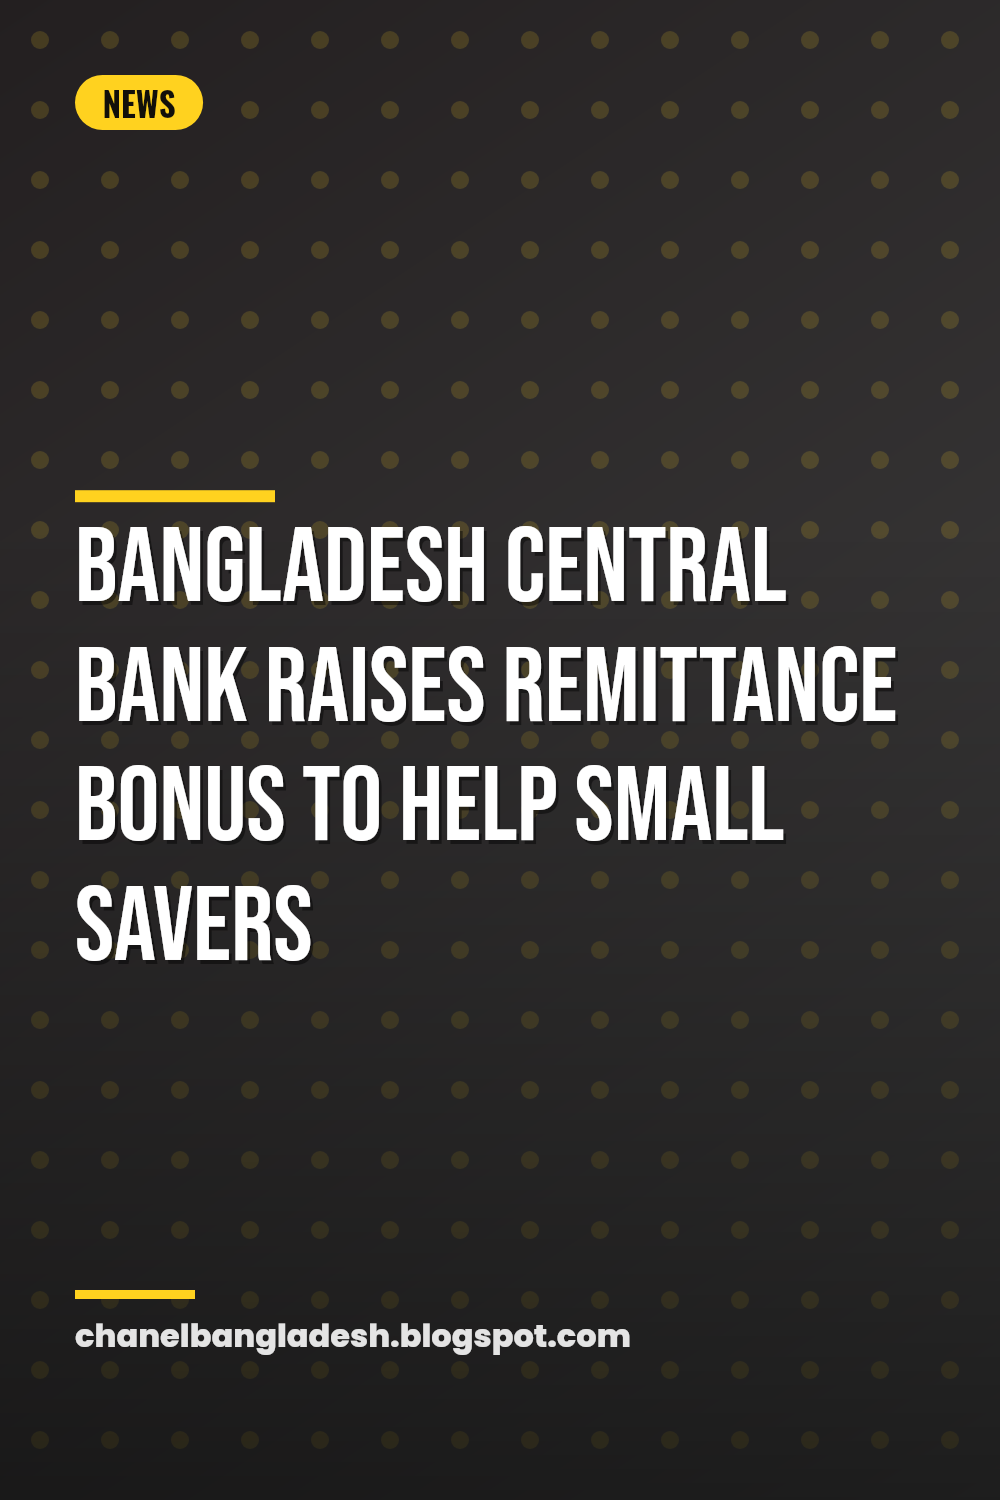 NEWS
BANGLADESH CENTRAL
BANK RAISES REMITTANCE
BONUS TO HELP SMALL
SAVERS
chanelbangladesh.blogspot.com